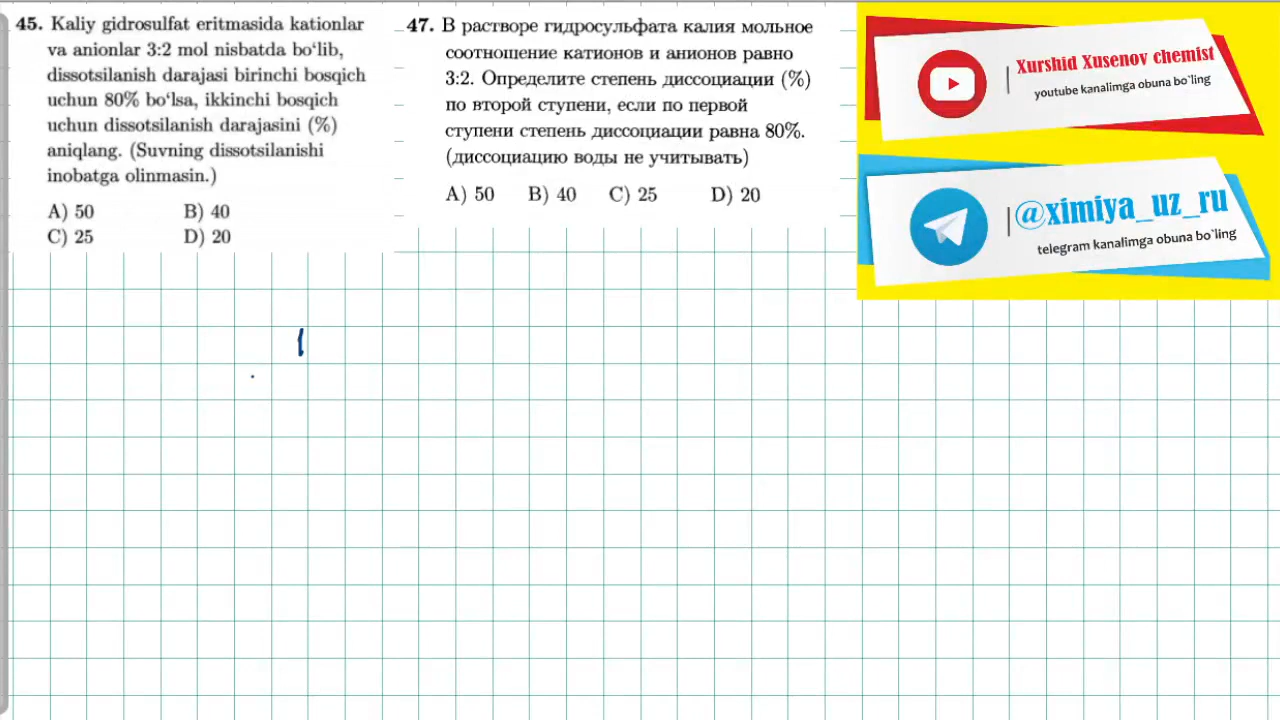 45. Kaliy gidrosulfat eritmasida kationlar
va anionlar 3:2 mol nisbatda bo‘lib,
dissotsilanish darajasi birinchi bosqich
uchun 80% bo‘lsa, ikkinchi bosqich
uchun dissotsilanish darajasini (%)
aniqlang. (Suvning dissotsilanishi
inobatga olinmasin.)
A) 50 B) 40
C) 25 D) 20
47. В растворе гидросульфата калия мольное
соотношение катионов и анионов равно
3:2. Определите степень диссоциации (%)
по второй ступени, если по первой
ступени степень диссоциации равна 80%.
(диссоциацию воды не учитывать)
A) 50 B) 40 C) 25 D) 20
Xurshid Xusenov chemist
youtube kanalimga obuna bo`ling
@ximiya_uz_ru
telegram kanalimga obuna bo`ling